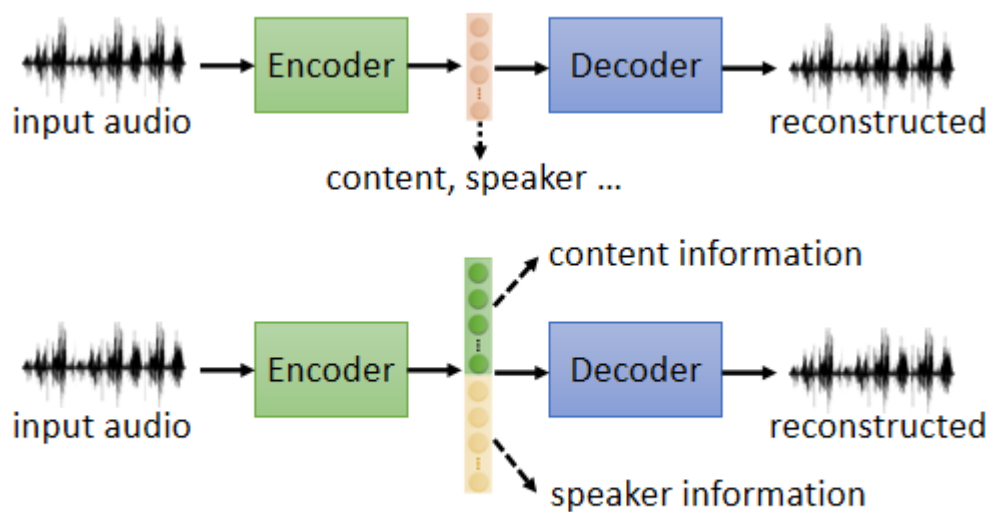 Encoder
Decoder
input audio
reconstructed
content, speaker ...
content information
Encoder
Decoder
input audio
reconstructed
speaker information